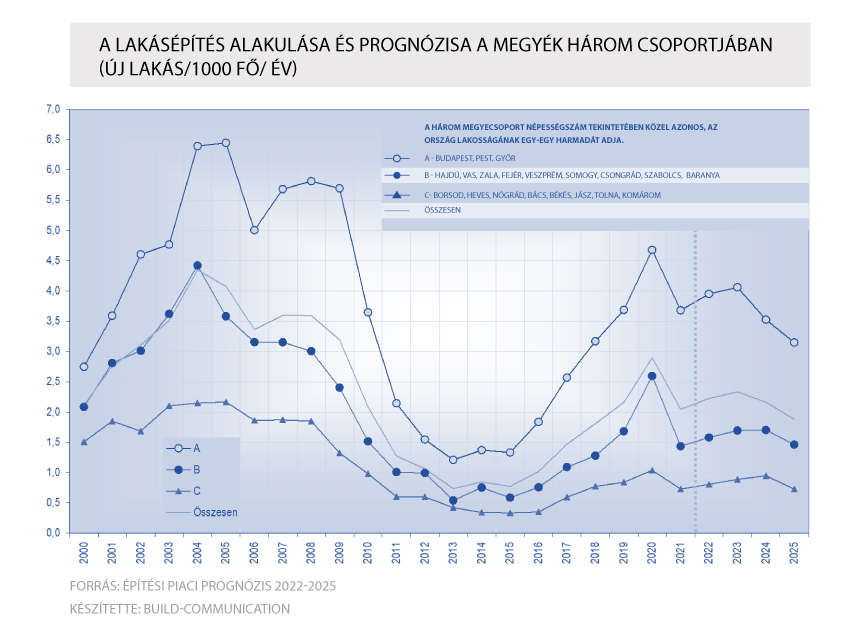 A LAKÁSÉPÍTÉS ALAKULÁSA ÉS PROGNÓZISA A MEGYÉK HÁROM CSOPORTJÁBAN
(ÚJ LAKÁS/1000 FŐ/ ÉV)
A HÁROM MEGYECSOPORT NÉPESSÉGSZÁM TEKINTETÉBEN KÖZEL AZONOS, AZ
ORSZÁG LAKOSSÁGÁNAK EGY-EGY HARMADÁT ADJA.
A - BUDAPEST, PEST, GYŐR
B - HAJDÚ, VAS, ZALA, FEJÉR, VESZPRÉM, SOMOGY, CSONGRÁD, SZABOLCS, BARANYA
C- BORSOD, HEVES, NÓGRÁD, BÁCS, BÉKÉS, JÁSZ, TOLNA, KOMÁROM
ÖSSZESEN
7,0
6,5
6,0
5,5
5,0
4,5
4,0
3,5
3,0
2,5
2,0
1,5
1,0
0,5
0,0
A
B
C
Összesen
2000 2001 2002 2003 2004 2005 2006 2007 2008 2009 2010 2011 2012 2013 2014 2015 2016 2017 2018 2019 2020 2021 2022 2023 2024 2025
FORRÁS: ÉPÍTÉSI PIACI PROGNÓZIS 2022-2025
KÉSZÍTETTE: BUILD-COMMUNICATION